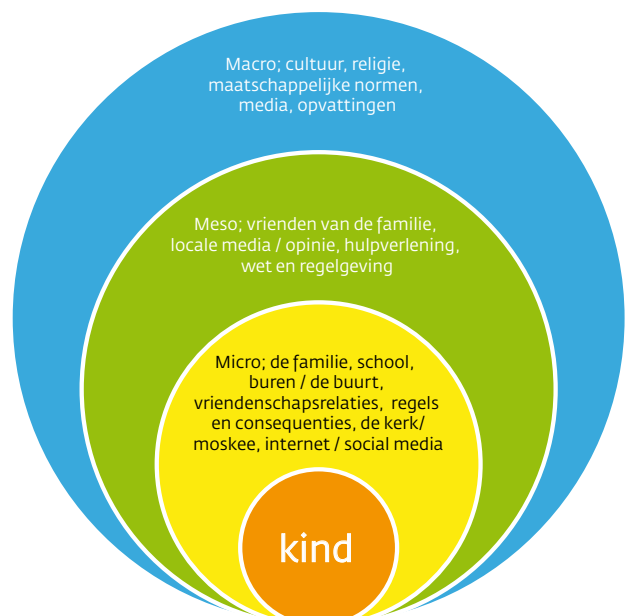 Macro; cultuur, religie,
maatschappelijke normen,
media, opvattingen
Meso; vrienden van de familie,
locale media / opinie, hulpverlening,
wet en regelgeving
Micro; de familie, school,
buren / de buurt,
vriendenschapsrelaties, regels
en consequenties, de kerk/
moskee, internet / social media
kind